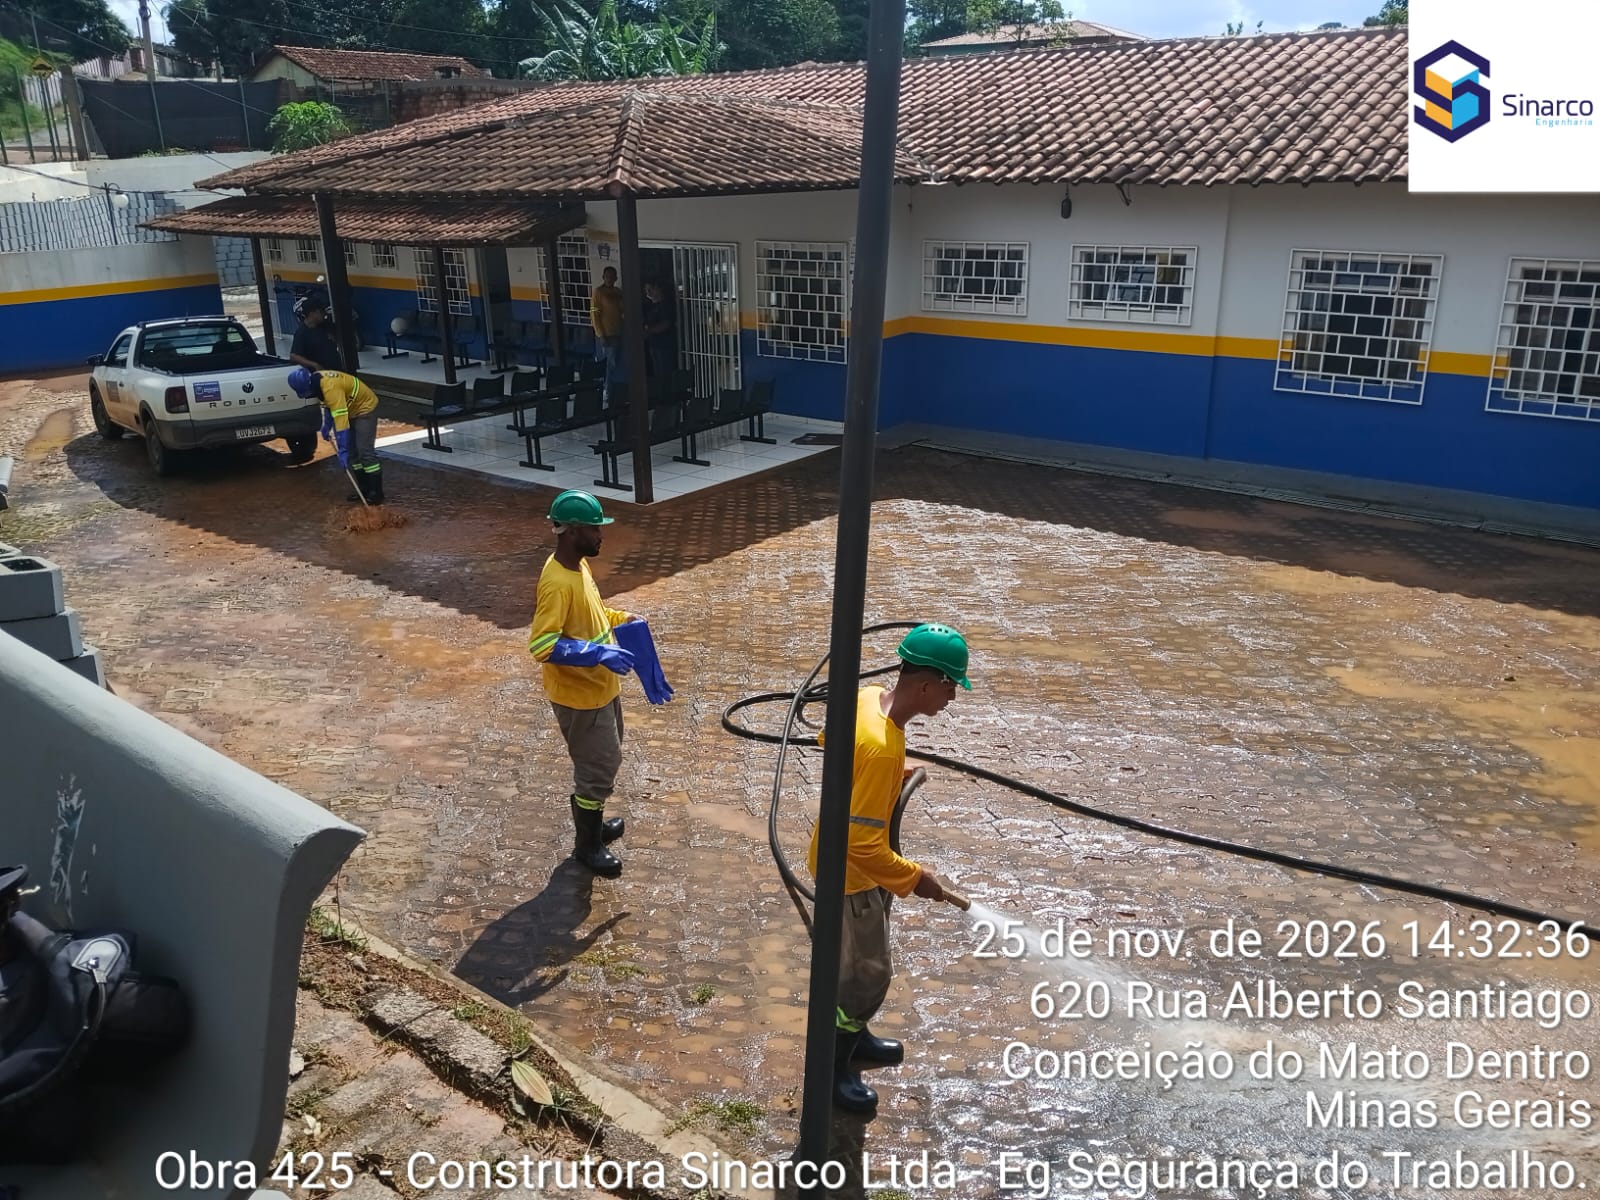 Sinarco
Engenharia
ROBUST
25 de nov. de 2026 14:32:36
620 Rua Alberto Santiago
Conceição do Mato Dentro
Minas Gerais
Obra 425 - Construtora Sinarco Ltda - Eg.Segurança do Trabalho.